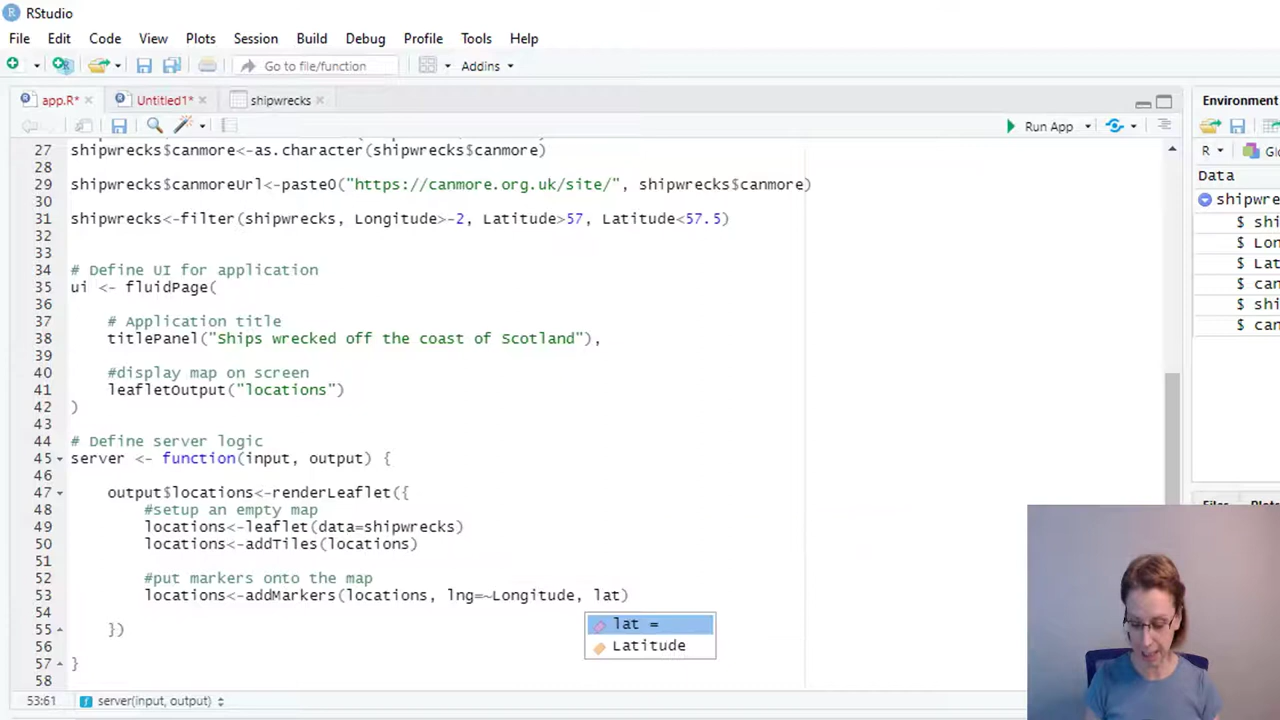 RStudio
File Edit Code View Plots Session Build Debug Profile Tools Help
Go to file/function Addins
app.R* Untitled1* shipwrecks
Run App
27 shipwrecks$canmore<-as.character(shipwrecks$canmore)
28
29 shipwrecks$canmoreUrl<-paste0("https://canmore.org.uk/site/", shipwrecks$canmore)
30
31 shipwrecks<-filter(shipwrecks, Longitude>-2, Latitude>57, Latitude<57.5)
32
33
34 # Define UI for application
35 ui <- fluidPage(
36
37 # Application title
38 titlePanel("Ships wrecked off the coast of Scotland"),
39
40 #display map on screen
41 leafletOutput("locations")
42 )
43
44 # Define server logic
45 server <- function(input, output) {
46
47 output$locations<-renderLeaflet({
48 #setup an empty map
49 locations<-leaflet(data=shipwrecks)
50 locations<-addTiles(locations)
51
52 #put markers onto the map
53 locations<-addMarkers(locations, lng=~Longitude, lat)
54
lat =
55 })
Latitude
56
57 }
58
53:61 server(input, output)
Environment
R Glo
Data
shipwre
$ shi
$ Lon
$ Lat
$ can
$ shi
$ can